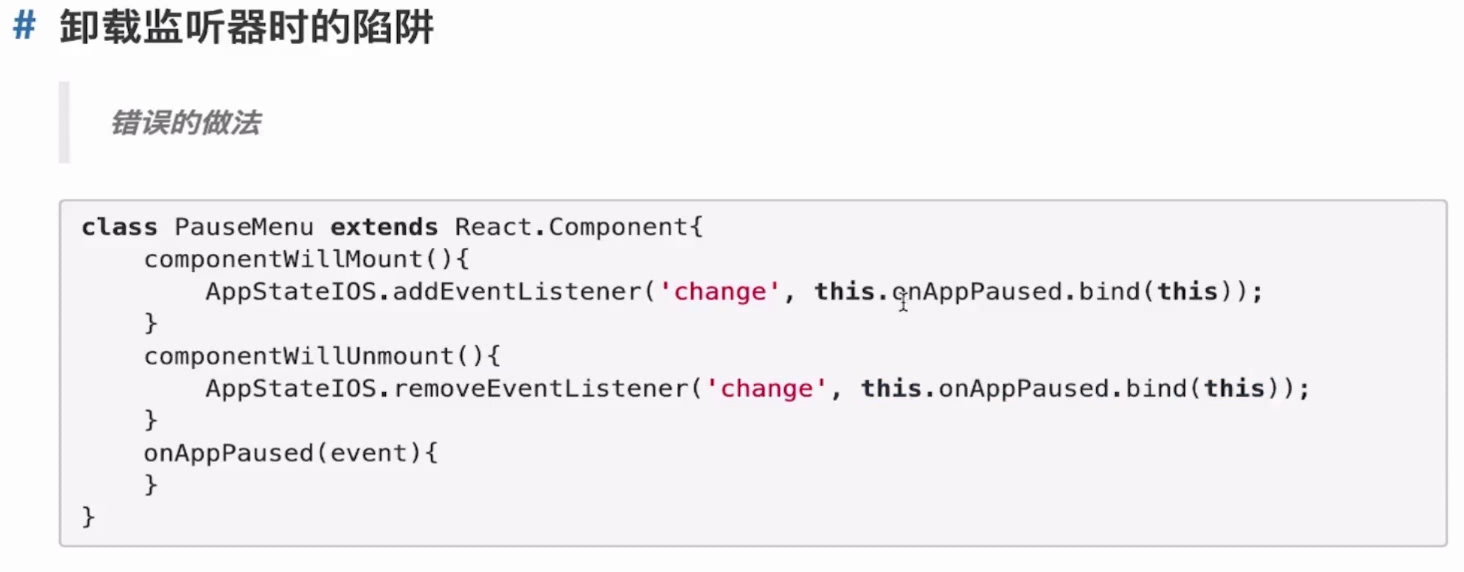 # 卸载监听器时的陷阱
错误的做法
class PauseMenu extends React.Component{
    componentWillMount(){
        AppStateIOS.addEventListener('change', this.onAppPaused.bind(this));
    }
    componentWillUnmount(){
        AppStateIOS.removeEventListener('change', this.onAppPaused.bind(this));
    }
    onAppPaused(event){
    }
}